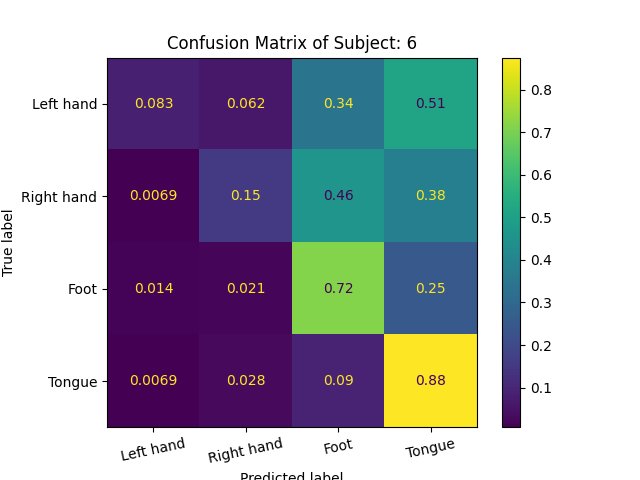 Confusion Matrix of Subject: 6
Left hand 0.083 0.062 0.34 0.51
Right hand 0.0069 0.15 0.46 0.38
Foot 0.014 0.021 0.72 0.25
Tongue 0.0069 0.028 0.09 0.88
Left hand Right hand Foot Tongue
Predicted label
True label
0.8
0.7
0.6
0.5
0.4
0.3
0.2
0.1